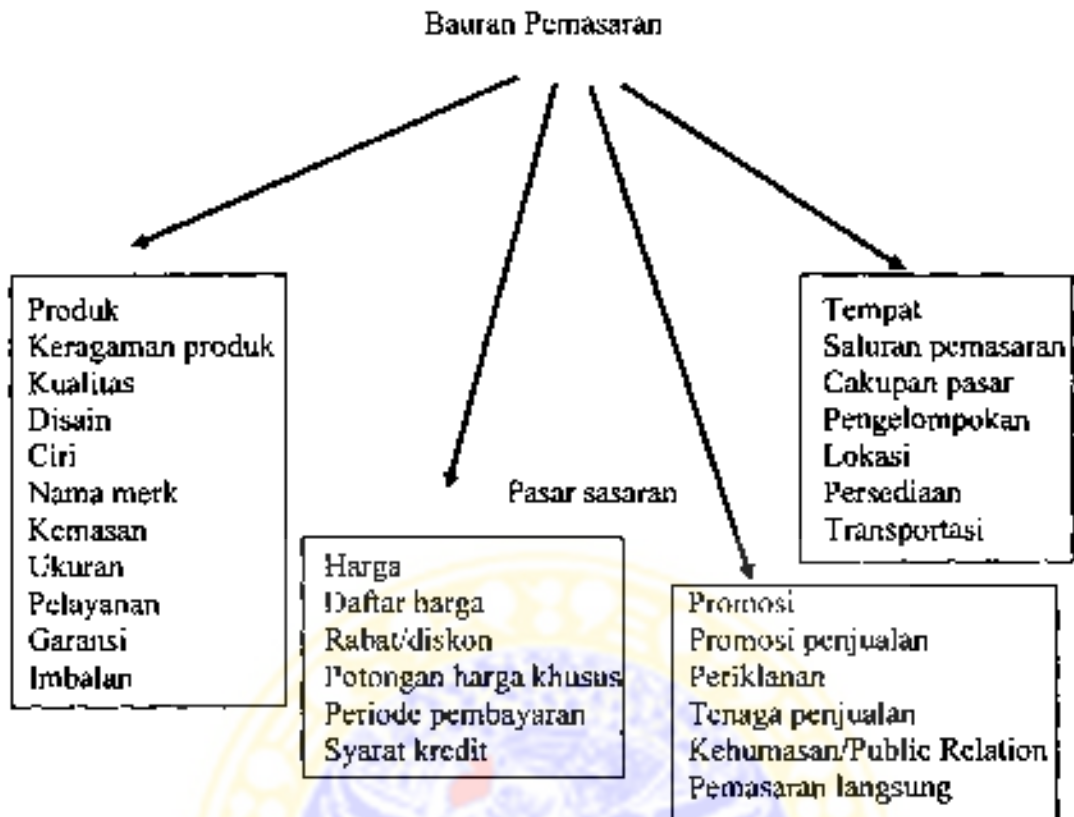 Bauran Pemasaran
Produk
Keragaman produk
Kualitas
Disain
Ciri
Nama merk
Kemasan
Ukuran
Pelayanan
Garansi
Imbalan
Pasar sasaran
Harga
Daftar harga
Rabat/diskon
Potongan harga khusus
Periode pembayaran
Syarat kredit
Promosi
Promosi penjualan
Periklanan
Tenaga penjualan
Kehumasan/Public Relation
Pemasaran langsung
Tempat
Saluran pemasaran
Cakupan pasar
Pengelompokan
Lokasi
Persediaan
Transportasi